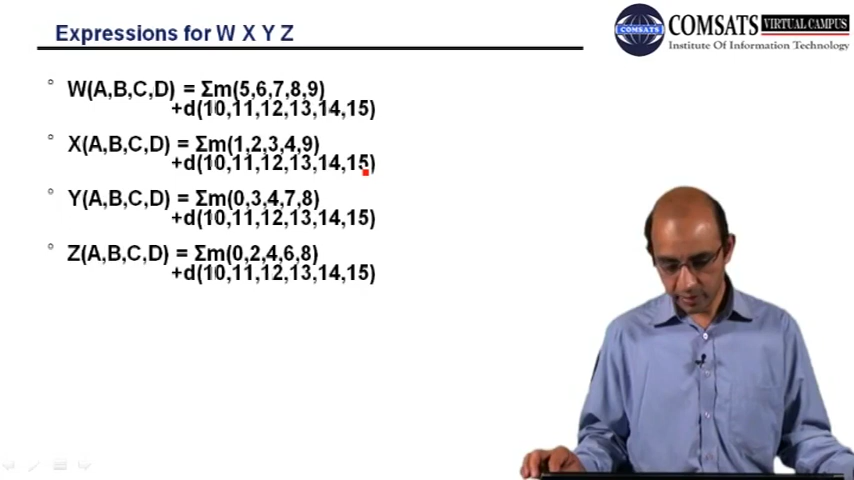 Expressions for W X Y Z
COMSATS VIRTUAL CAMPUS
Institute Of Information Technology
COMSATS
° W(A,B,C,D) = Σm(5,6,7,8,9)
+d(10,11,12,13,14,15)
° X(A,B,C,D) = Σm(1,2,3,4,9)
+d(10,11,12,13,14,15)
° Y(A,B,C,D) = Σm(0,3,4,7,8)
+d(10,11,12,13,14,15)
° Z(A,B,C,D) = Σm(0,2,4,6,8)
+d(10,11,12,13,14,15)